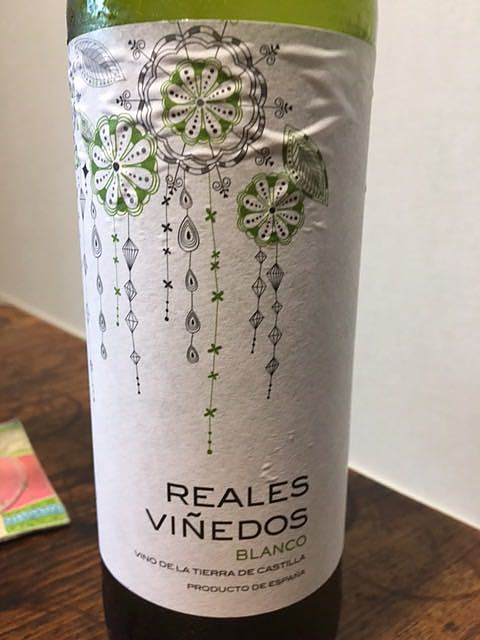 REALES
VIÑEDOS
BLANCO
VINO DE LA TIERRA DE CASTILLA
PRODUCTO DE ESPAÑA